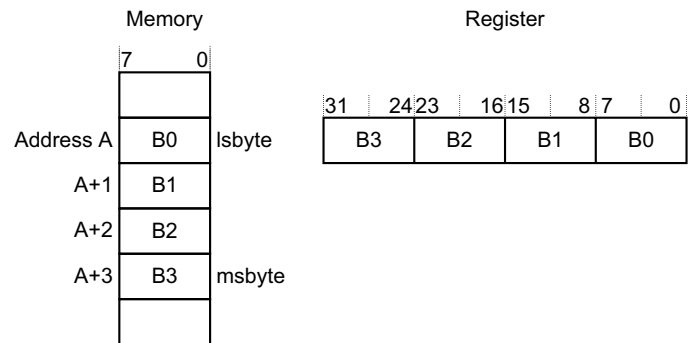 Memory
Register
7 0
31 24 23 16 15 8 7 0
Address A B0 lsbyte
B3 B2 B1 B0
A+1 B1
A+2 B2
A+3 B3 msbyte